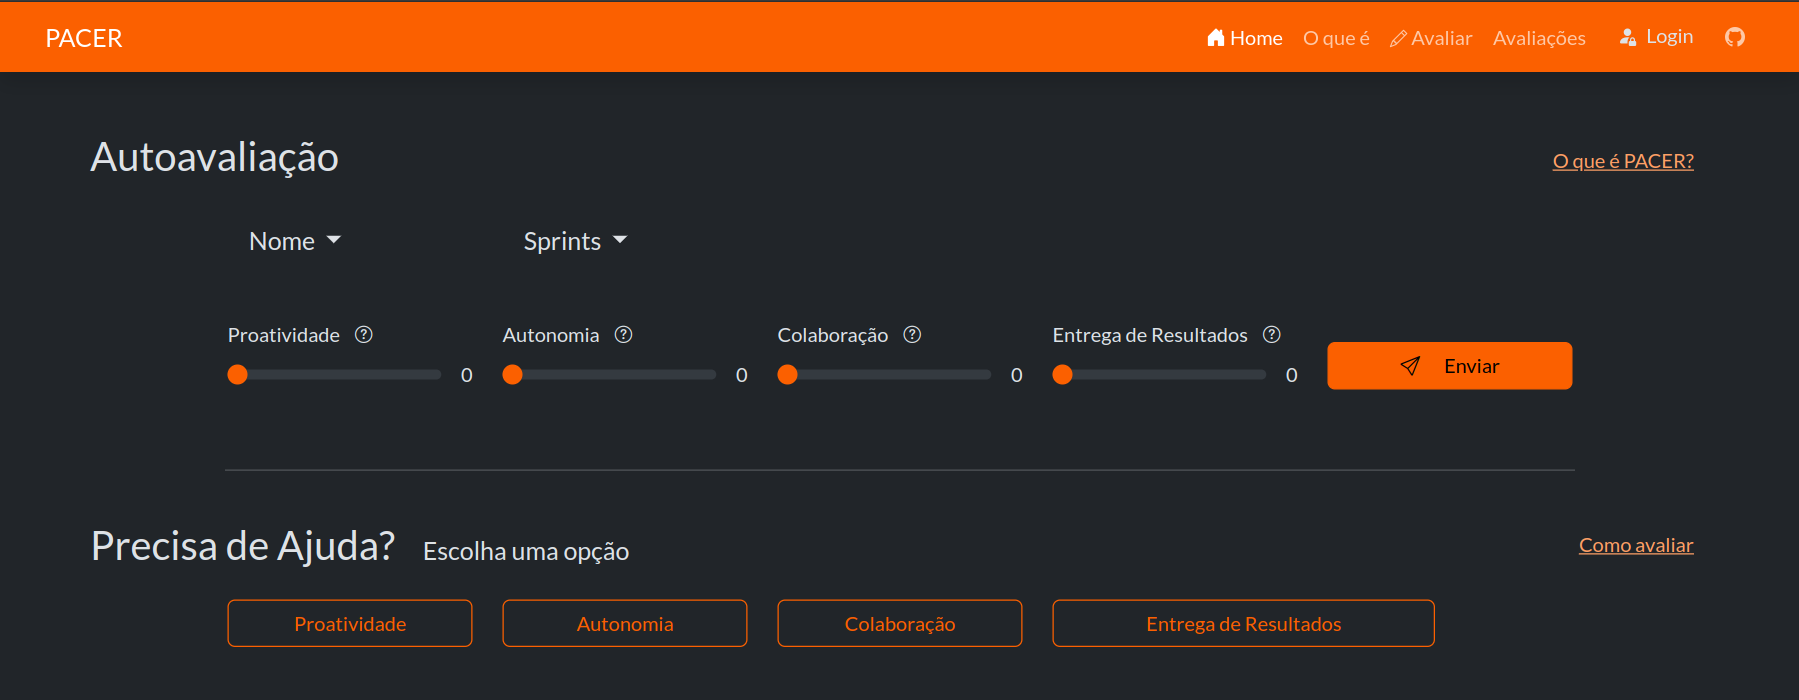 PACER
Home O que é Avaliar Avaliações Login
Autoavaliação
O que é PACER?
Nome Sprints
Proatividade Autonomia Colaboração Entrega de Resultados
0 0 0 0 Enviar
Precisa de Ajuda? Escolha uma opção
Como avaliar
Proatividade Autonomia Colaboração Entrega de Resultados